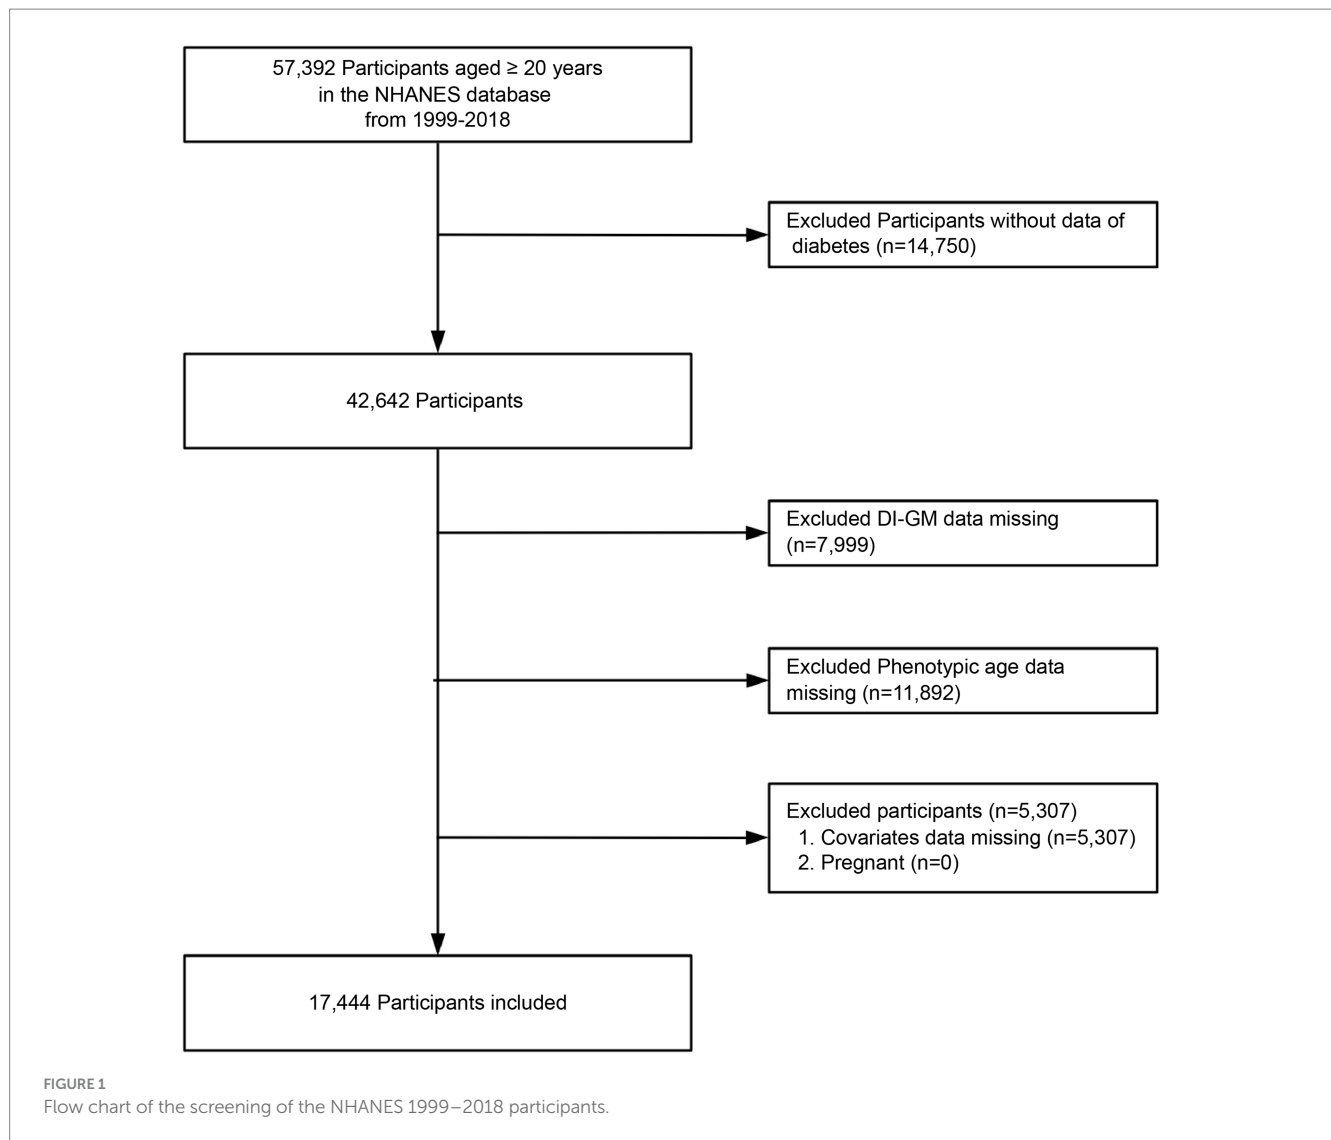 57,392 Participants aged ≥ 20 years
in the NHANES database
from 1999-2018
Excluded Participants without data of
diabetes (n=14,750)
42,642 Participants
Excluded DI-GM data missing
(n=7,999)
Excluded Phenotypic age data
missing (n=11,892)
Excluded participants (n=5,307)
1. Covariates data missing (n=5,307)
2. Pregnant (n=0)
17,444 Participants included
FIGURE 1
Flow chart of the screening of the NHANES 1999–2018 participants.